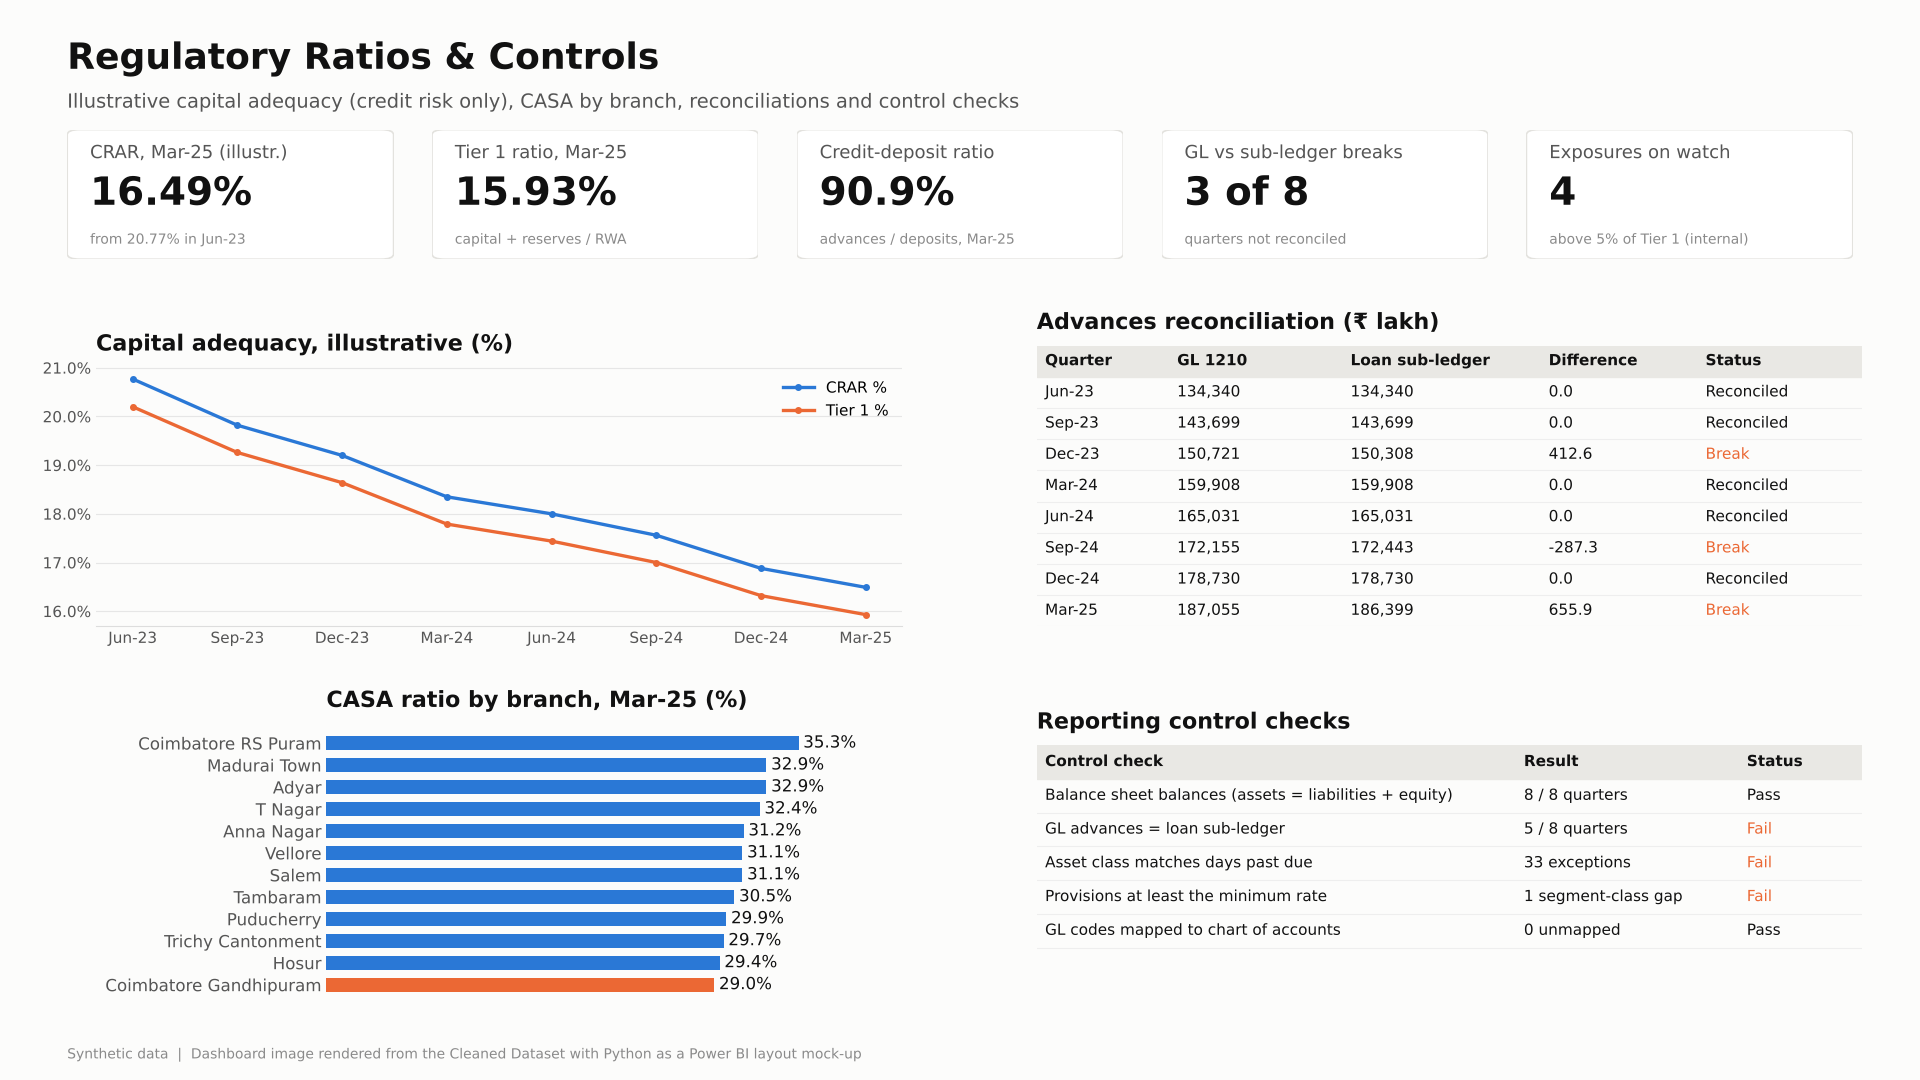 Regulatory Ratios & Controls
Illustrative capital adequacy (credit risk only), CASA by branch, reconciliations and control checks
CRAR, Mar-25 (illustr.)
16.49%
from 20.77% in Jun-23
Tier 1 ratio, Mar-25
15.93%
capital + reserves / RWA
Credit-deposit ratio
90.9%
advances / deposits, Mar-25
GL vs sub-ledger breaks
3 of 8
quarters not reconciled
Exposures on watch
4
above 5% of Tier 1 (internal)
Capital adequacy, illustrative (%)
21.0%
20.0%
19.0%
18.0%
17.0%
16.0%
CRAR %
Tier 1 %
Jun-23 Sep-23 Dec-23 Mar-24 Jun-24 Sep-24 Dec-24 Mar-25
CASA ratio by branch, Mar-25 (%)
Coimbatore RS Puram 35.3%
Madurai Town 32.9%
Adyar 32.9%
T Nagar 32.4%
Anna Nagar 31.2%
Vellore 31.1%
Salem 31.1%
Tambaram 30.5%
Puducherry 29.9%
Trichy Cantonment 29.7%
Hosur 29.4%
Coimbatore Gandhipuram 29.0%
Advances reconciliation (₹ lakh)
Quarter GL 1210 Loan sub-ledger Difference Status
Jun-23 134,340 134,340 0.0 Reconciled
Sep-23 143,699 143,699 0.0 Reconciled
Dec-23 150,721 150,308 412.6 Break
Mar-24 159,908 159,908 0.0 Reconciled
Jun-24 165,031 165,031 0.0 Reconciled
Sep-24 172,155 172,443 -287.3 Break
Dec-24 178,730 178,730 0.0 Reconciled
Mar-25 187,055 186,399 655.9 Break
Reporting control checks
Control check Result Status
Balance sheet balances (assets = liabilities + equity) 8 / 8 quarters Pass
GL advances = loan sub-ledger 5 / 8 quarters Fail
Asset class matches days past due 33 exceptions Fail
Provisions at least the minimum rate 1 segment-class gap Fail
GL codes mapped to chart of accounts 0 unmapped Pass
Synthetic data | Dashboard image rendered from the Cleaned Dataset with Python as a Power BI layout mock-up